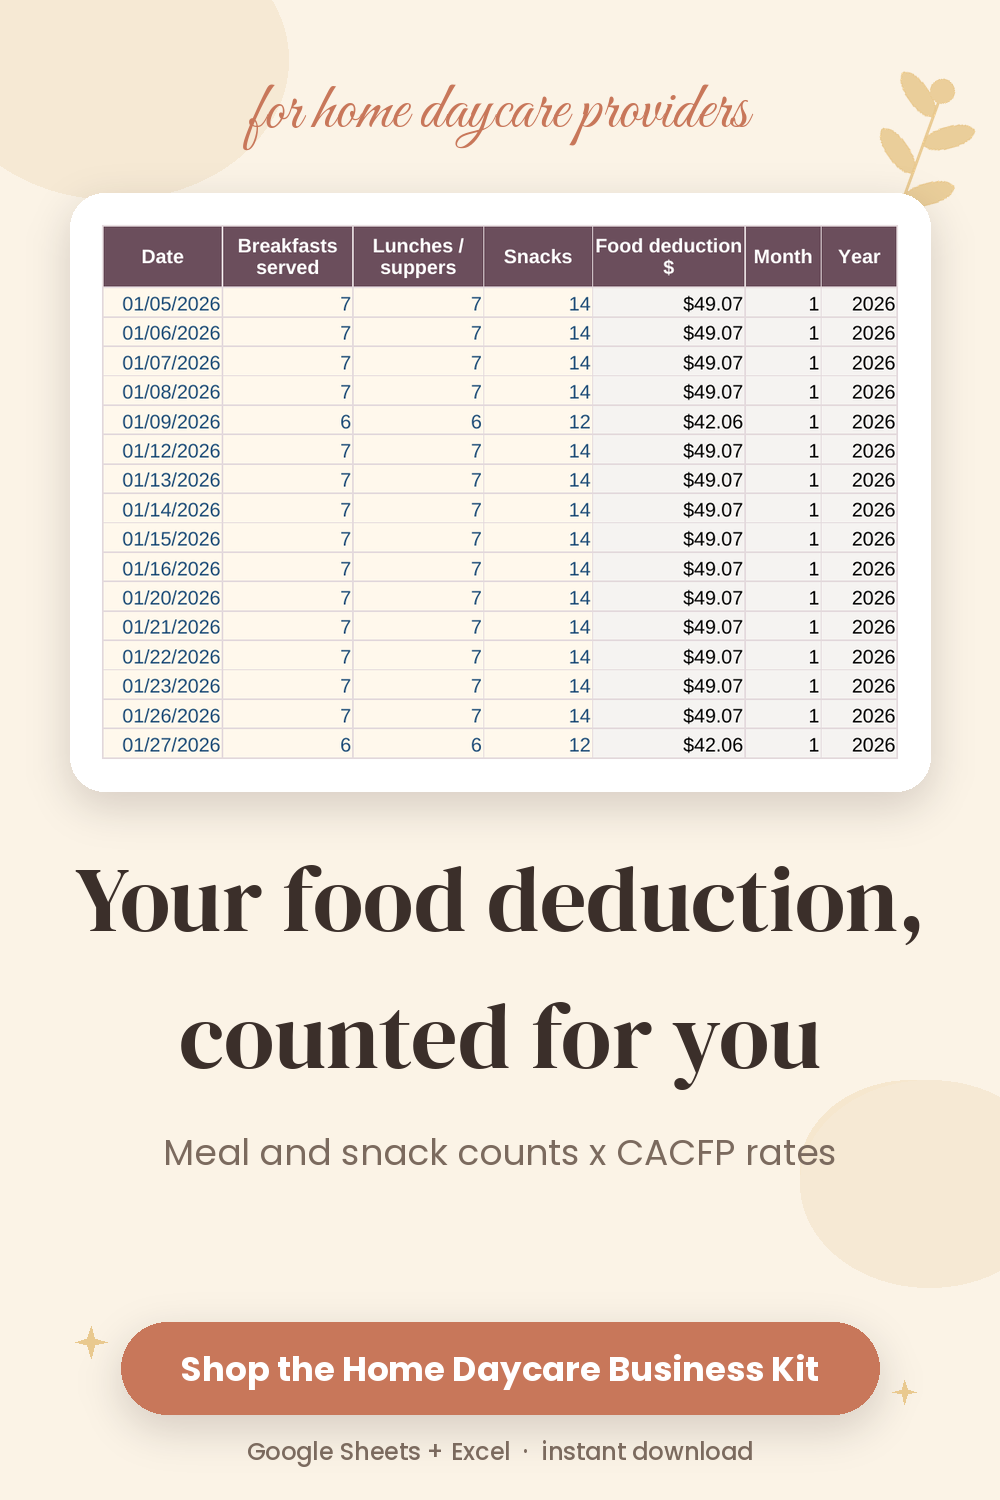 for home daycare providers
Date Breakfasts served Lunches / suppers Snacks Food deduction $ Month Year
01/05/2026 7 7 14 $49.07 1 2026
01/06/2026 7 7 14 $49.07 1 2026
01/07/2026 7 7 14 $49.07 1 2026
01/08/2026 7 7 14 $49.07 1 2026
01/09/2026 6 6 12 $42.06 1 2026
01/12/2026 7 7 14 $49.07 1 2026
01/13/2026 7 7 14 $49.07 1 2026
01/14/2026 7 7 14 $49.07 1 2026
01/15/2026 7 7 14 $49.07 1 2026
01/16/2026 7 7 14 $49.07 1 2026
01/20/2026 7 7 14 $49.07 1 2026
01/21/2026 7 7 14 $49.07 1 2026
01/22/2026 7 7 14 $49.07 1 2026
01/23/2026 7 7 14 $49.07 1 2026
01/26/2026 7 7 14 $49.07 1 2026
01/27/2026 6 6 12 $42.06 1 2026
Your food deduction,
counted for you
Meal and snack counts x CACFP rates
Shop the Home Daycare Business Kit
Google Sheets + Excel · instant download